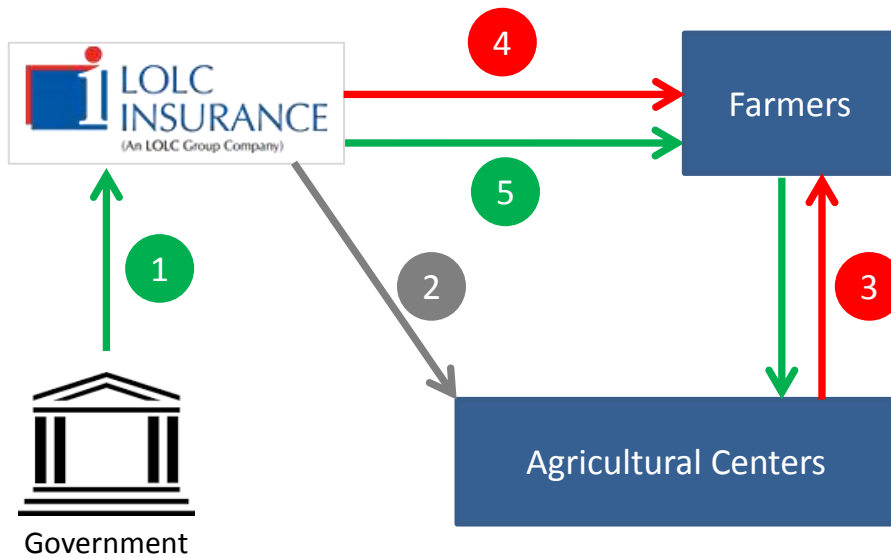 4
LOLC
INSURANCE
(An LOLC Group Company)
Farmers
5
1
2
3
Agricultural Centers
Government